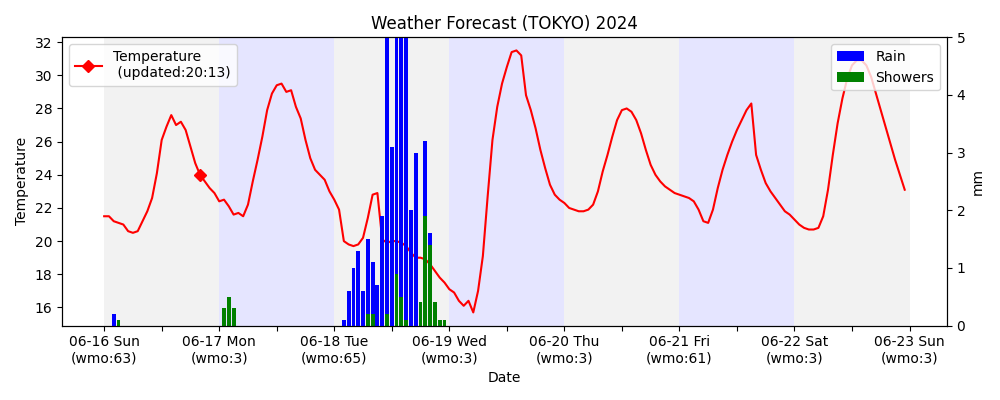 Weather Forecast (TOKYO) 2024
Temperature
(updated:20:13)
Rain
Showers
32
30
28
26
24
22
20
18
16
Temperature
5
4
3
2
1
0
mm
06-16 Sun
(wmo:63)
06-17 Mon
(wmo:3)
06-18 Tue
(wmo:65)
06-19 Wed
(wmo:3)
06-20 Thu
(wmo:3)
06-21 Fri
(wmo:61)
06-22 Sat
(wmo:3)
06-23 Sun
(wmo:3)
Date